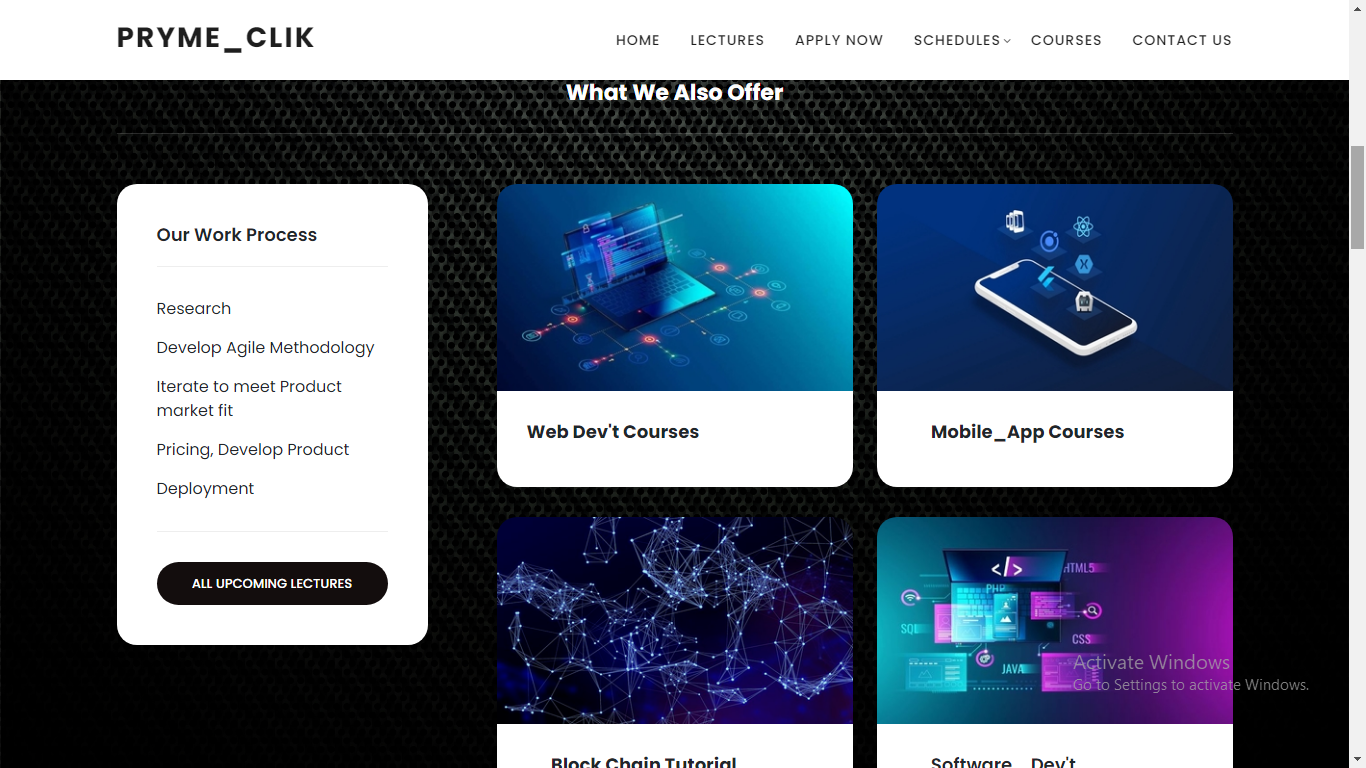 PRYME_CLIK
HOME
LECTURES
APPLY NOW
SCHEDULES
COURSES
CONTACT US
What We Also Offer
Our Work Process
Research
Develop Agile Methodology
Iterate to meet Product
market fit
Pricing, Develop Product
Deployment
ALL UPCOMING LECTURES
Web Dev't Courses
Mobile_App Courses
</>
HTML5
PHP
SQL
CSS
JAVA
Activate Windows
Go to Settings to activate Windows.
Block Chain Tutorial
Software_ Dev't